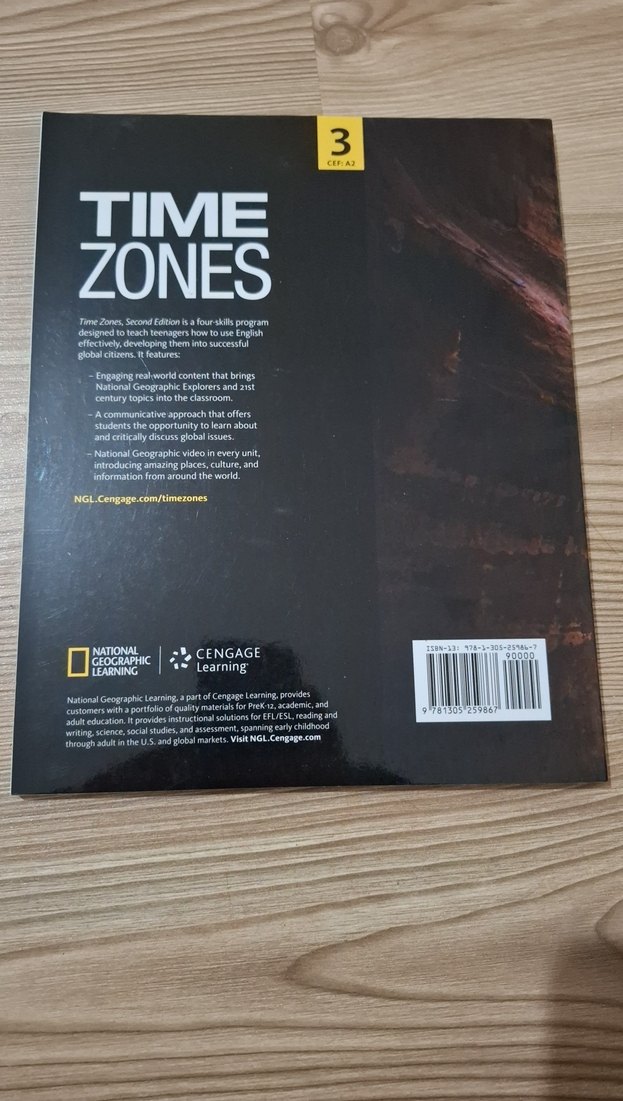 3
CEF: A2
TIME
ZONES
Time Zones, Second Edition is a four-skills program
designed to teach teenagers how to use English
effectively, developing them into successful
global citizens. It features:
– Engaging real-world content that brings
National Geographic Explorers and 21st
century topics into the classroom.
– A communicative approach that offers
students the opportunity to learn about
and critically discuss global issues.
– National Geographic video in every unit,
introducing amazing places, culture, and
information from around the world.
NGL.Cengage.com/timezones
NATIONAL
GEOGRAPHIC
LEARNING
CENGAGE
Learning®
National Geographic Learning, a part of Cengage Learning, provides
customers with a portfolio of quality materials for PreK-12, academic, and
adult education. It provides instructional solutions for EFL/ESL, reading and
writing, science, social studies, and assessment, spanning early childhood
through adult in the U.S. and global markets. Visit NGL.Cengage.com
ISBN-13: 978-1-305-25986-7
90000
9 781305 259867